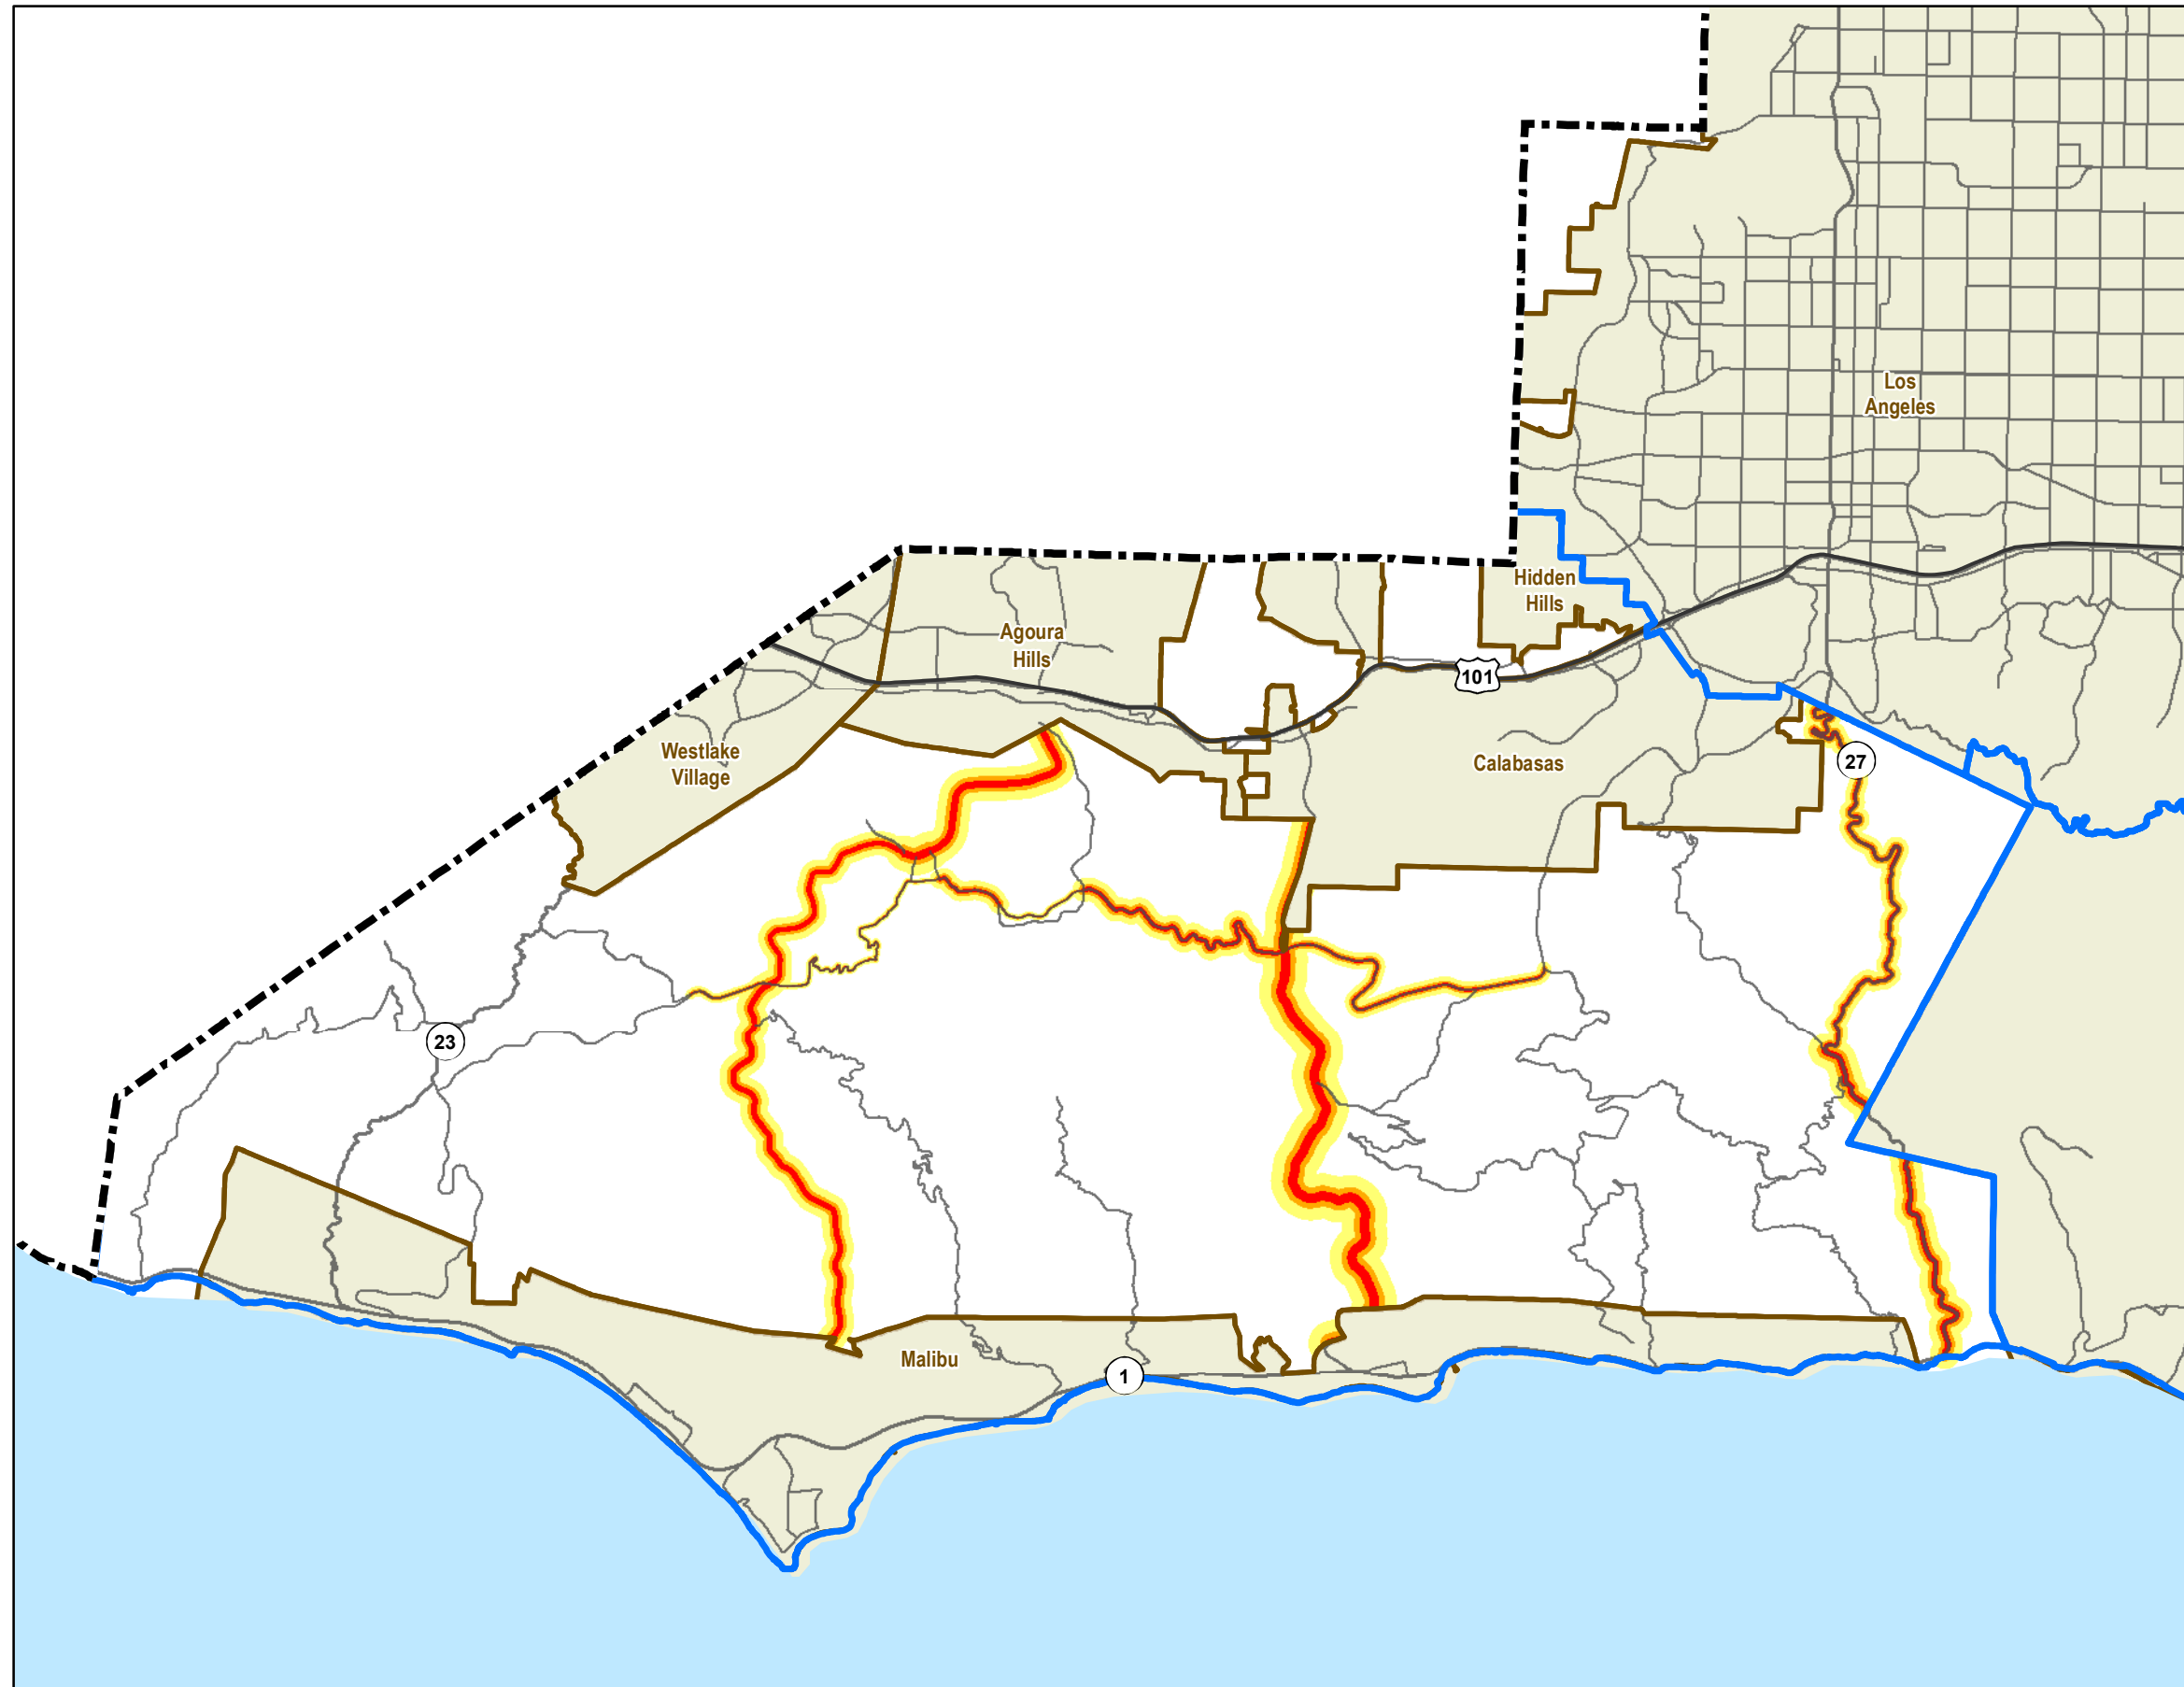 Los
Angeles
Hidden
Hills
Agoura
Hills
101
Westlake
Village
Calabasas
27
23
Malibu
1